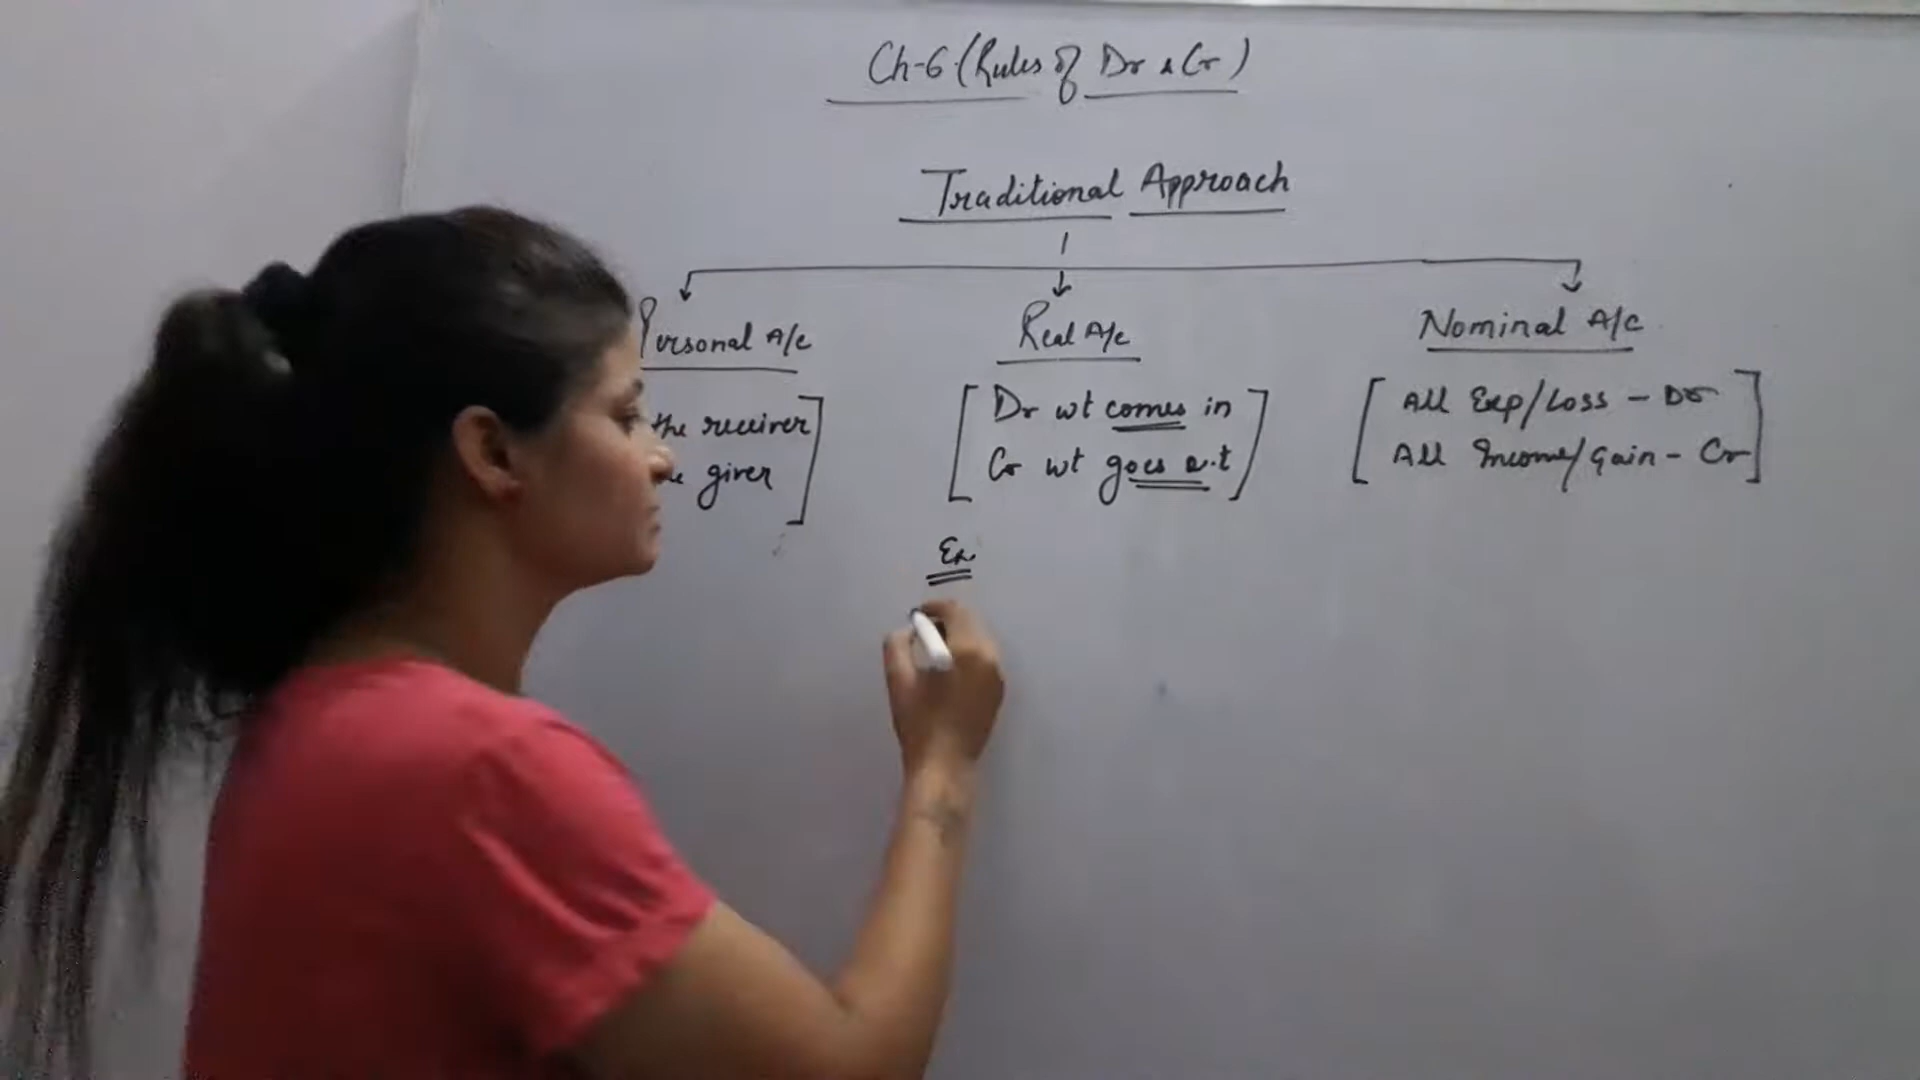 Ch-6 (Rules of Dr & Cr)
Traditional Approach
Personal A/c
Real A/c
Nominal A/c
the receiver
giver
Dr wt comes in
Cr wt goes out
All Exp/Loss - Dr
All Income/Gain - Cr
Ex